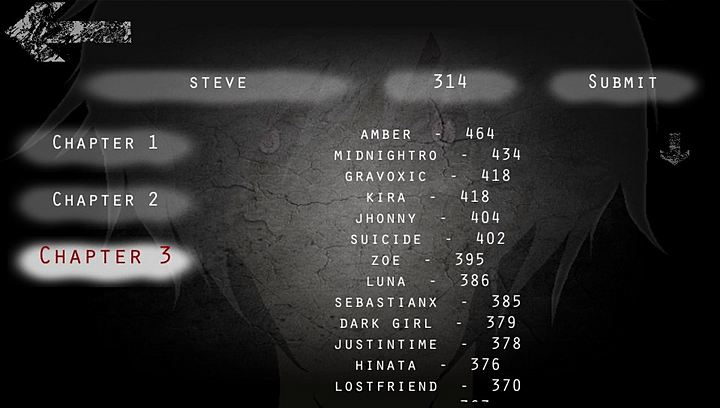 STEVE 314 SUBMIT
CHAPTER 1
CHAPTER 2
CHAPTER 3
AMBER - 464
MIDNIGHTRO - 434
GRAVOXIC - 418
KIRA - 418
JHONNY - 404
SUICIDE - 402
ZOE - 395
LUNA - 386
SEBASTIANX - 385
DARK GIRL - 379
JUSTINTIME - 378
HINATA - 376
LOSTFRIEND - 370